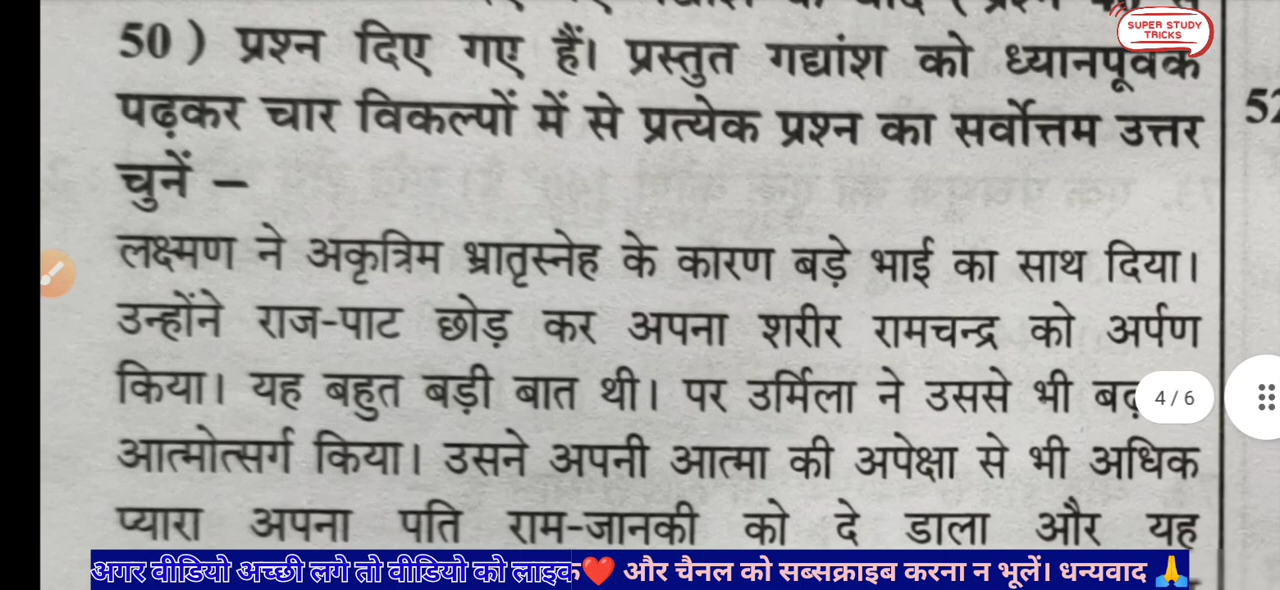 SUPER STUDY
TRICKS
50 ) प्रश्न दिए गए हैं। प्रस्तुत गद्यांश को ध्यानपूर्वक
पढ़कर चार विकल्पों में से प्रत्येक प्रश्न का सर्वोत्तम उत्तर
चुनें –
लक्ष्मण ने अकृत्रिम भ्रातृस्नेह के कारण बड़े भाई का साथ दिया।
उन्होंने राज-पाट छोड़ कर अपना शरीर रामचन्द्र को अर्पण
किया। यह बहुत बड़ी बात थी। पर उर्मिला ने उससे भी
4 / 6
आत्मोत्सर्ग किया। उसने अपनी आत्मा की अपेक्षा से भी अधिक
प्यारा अपना पति राम-जानकी को दे डाला और यह
अगर वीडियो अच्छी लगे तो वीडियो को लाइक❤️ और चैनल को सब्सक्राइब करना न भूलें। धन्यवाद 🙏